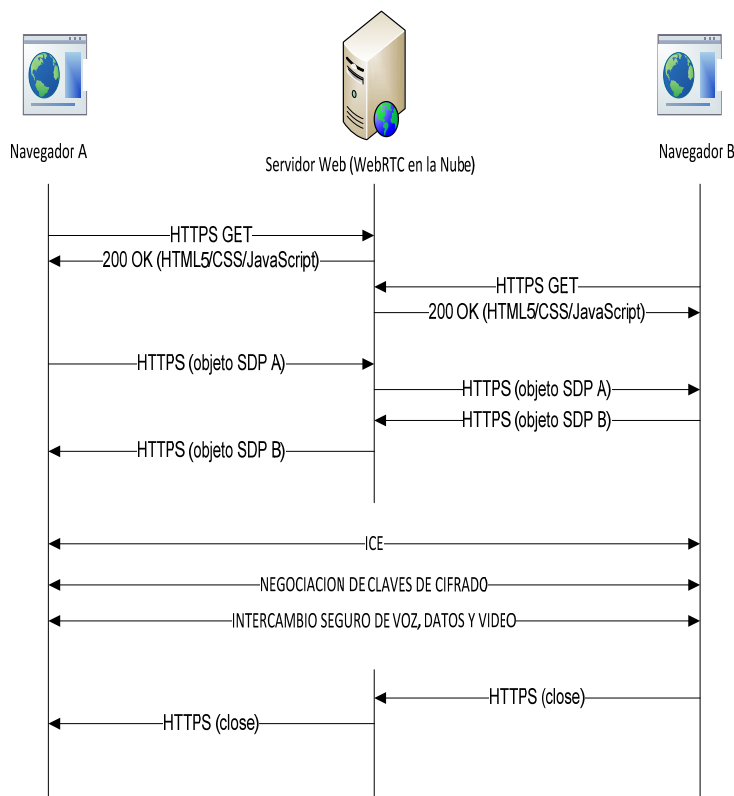 Navegador A
Servidor Web (WebRTC en la Nube)
Navegador B
HTTPS GET
200 OK (HTML5/CSS/JavaScript)
HTTPS GET
200 OK (HTML5/CSS/JavaScript)
HTTPS (objeto SDP A)
HTTPS (objeto SDP A)
HTTPS (objeto SDP B)
HTTPS (objeto SDP B)
ICE
NEGOCIACION DE CLAVES DE CIFRADO
INTERCAMBIO SEGURO DE VOZ, DATOS Y VIDEO
HTTPS (close)
HTTPS (close)